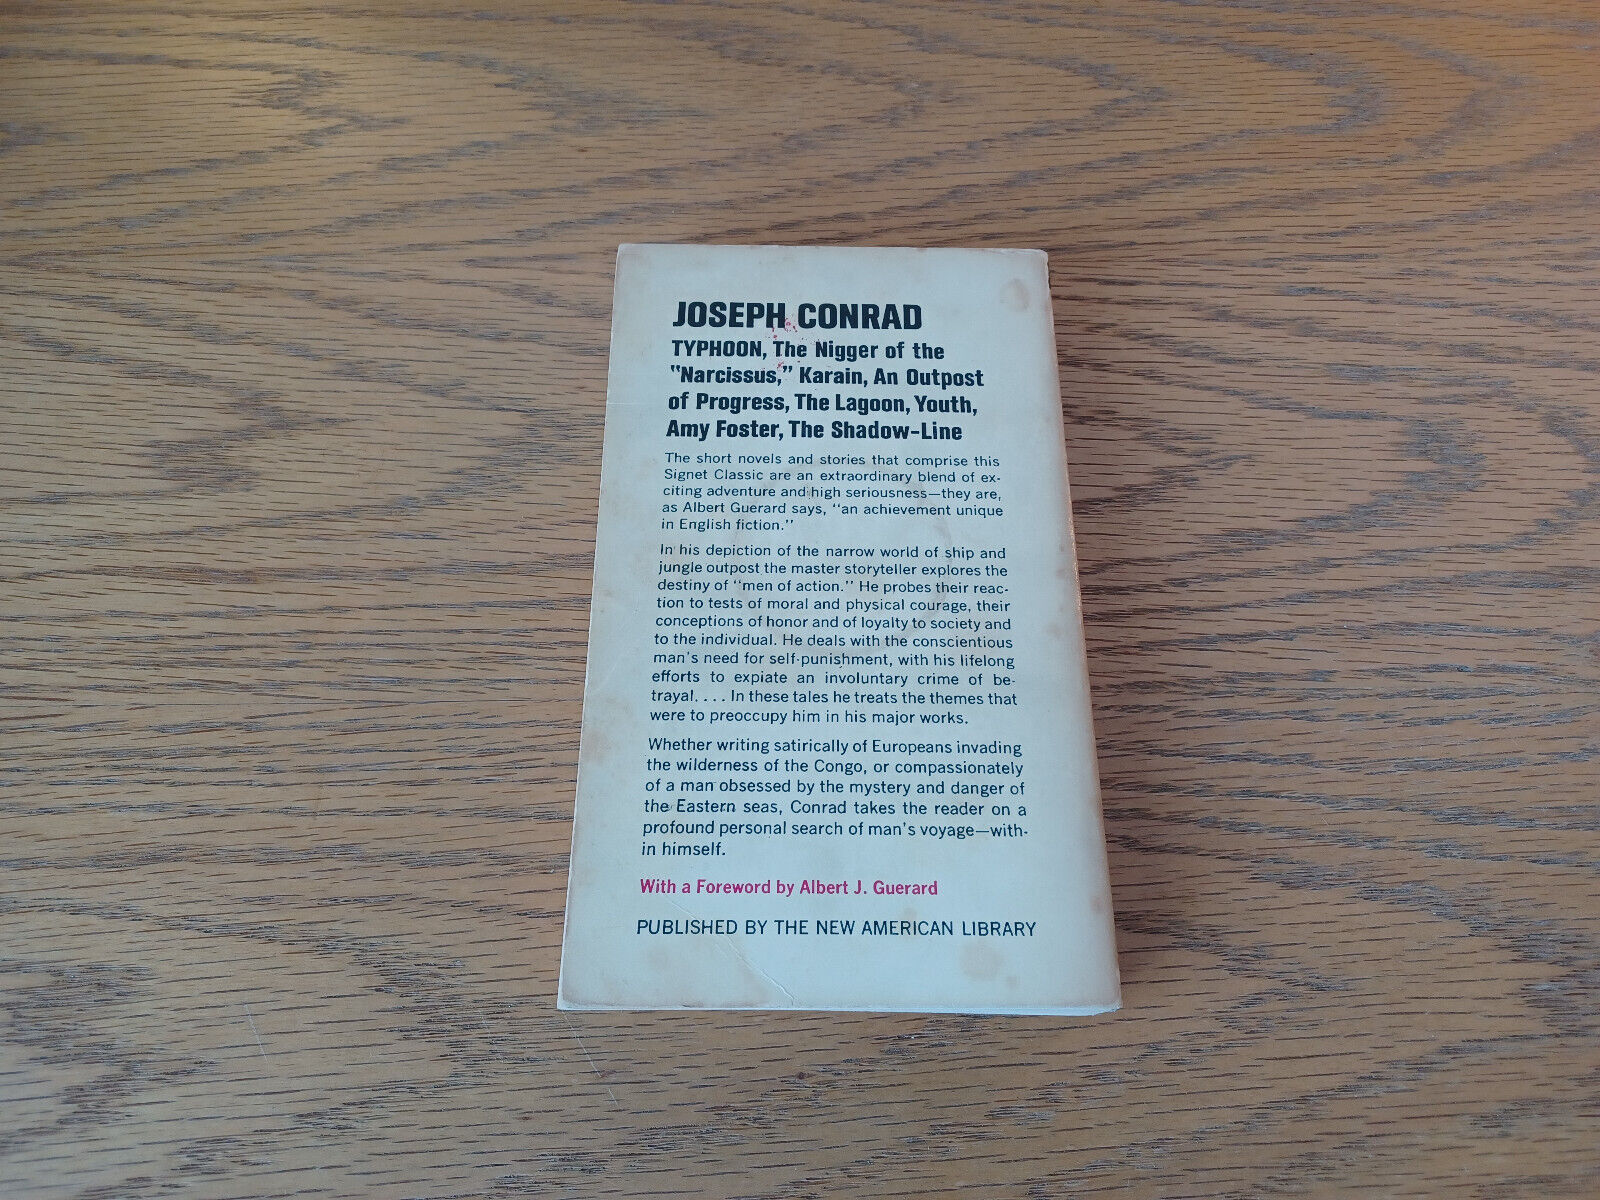 JOSEPH CONRAD
TYPHOON, The Nigger of the
"Narcissus," Karain, An Outpost
of Progress, The Lagoon, Youth,
Amy Foster, The Shadow-Line
The short novels and stories that comprise this
Signet Classic are an extraordinary blend of ex-
citing adventure and high seriousness—they are,
as Albert Guerard says, "an achievement unique
in English fiction."
In his depiction of the narrow world of ship and
jungle outpost the master storyteller explores the
destiny of "men of action." He probes their reac-
tion to tests of moral and physical courage, their
conceptions of honor and of loyalty to society and
to the individual. He deals with the conscientious
man's need for self-punishment, with his lifelong
efforts to expiate an involuntary crime of be-
trayal. . . . In these tales he treats the themes that
were to preoccupy him in his major works.
Whether writing satirically of Europeans invading
the wilderness of the Congo, or compassionately
of a man obsessed by the mystery and danger of
the Eastern seas, Conrad takes the reader on a
profound personal search of man's voyage—with-
in himself.
With a Foreword by Albert J. Guerard
PUBLISHED BY THE NEW AMERICAN LIBRARY